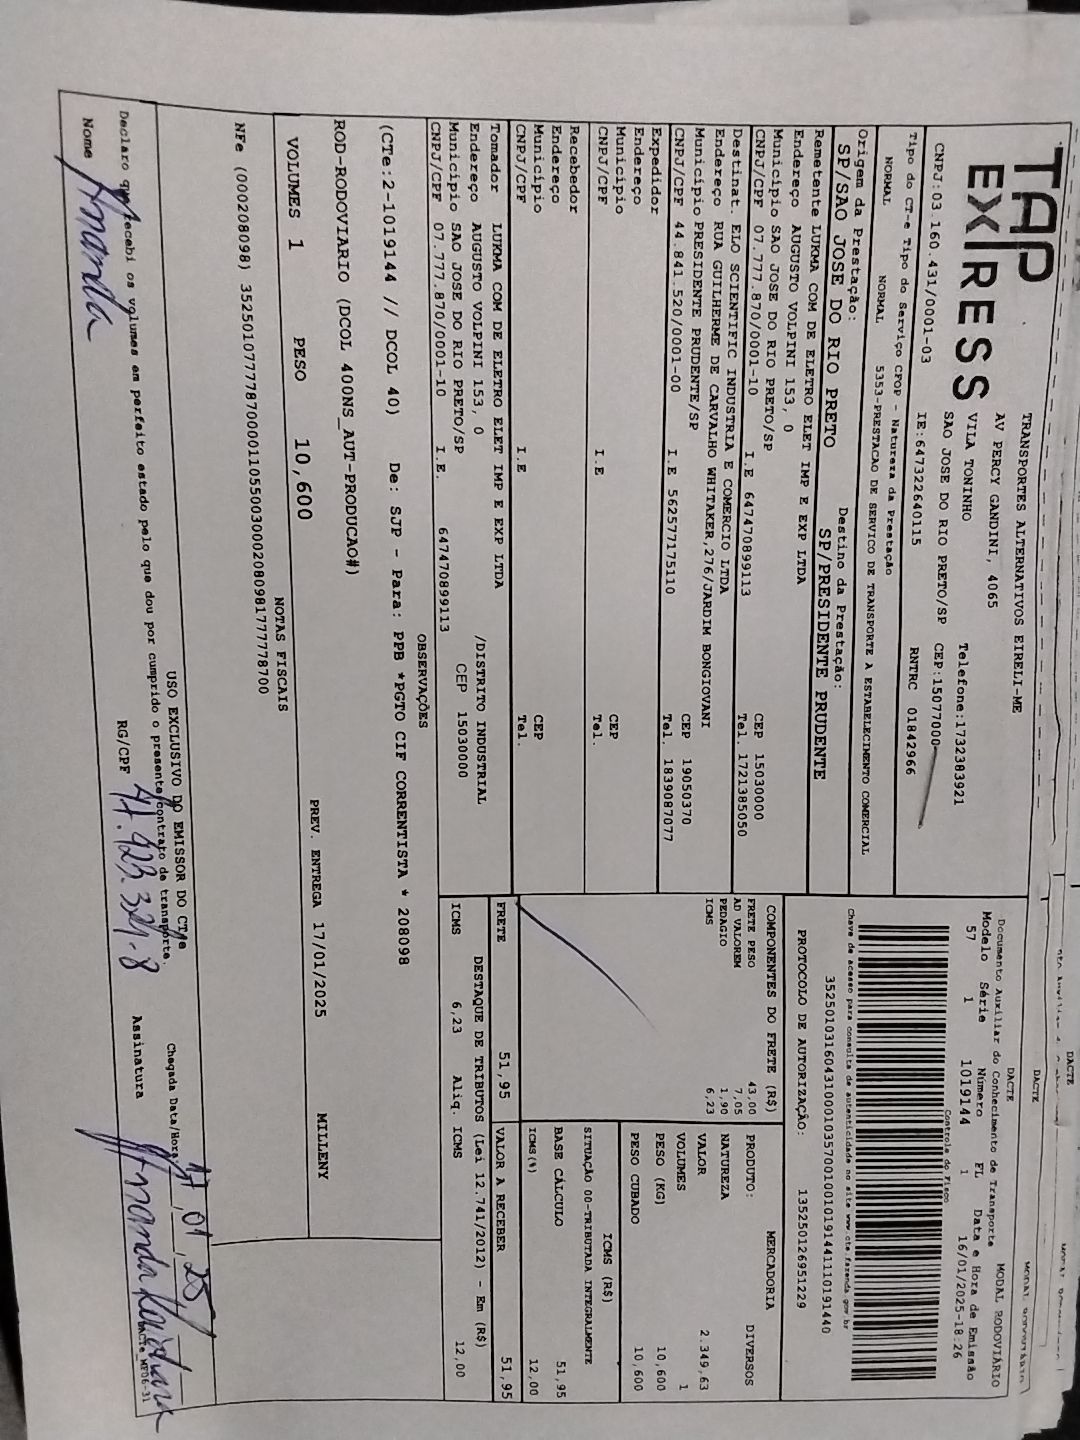 TAP
EX/RESS
TRANSPORTES ALTERNATIVOS EIRELI-ME
AV PERCY GANDINI, 4065
VILA TONINHO
SAO JOSE DO RIO PRETO/SP CEP:15077000
Telefone:1732383921
CNPJ:03.160.431/0001-03 IE:647322640115 RNTRC 01842966
Tipo do CT-e Tipo do Serviço CFOP - Natureza da Prestação
NORMAL NORMAL 5353-PRESTACAO DE SERVICO DE TRANSPORTE A ESTABELECIMENTO COMERCIAL
Origem da Prestação: Destino da Prestação:
SP/SAO JOSE DO RIO PRETO SP/PRESIDENTE PRUDENTE
Remetente LUKMA COM DE ELETRO ELET IMP E EXP LTDA
Endereço AUGUSTO VOLPINI 153, 0
Municipio SAO JOSE DO RIO PRETO/SP CEP 15030000
CNPJ/CPF 07.777.870/0001-10 I.E 647470899113 Tel. 1721385050
Destinat. ELO SCIENTIFIC INDUSTRIA E COMERCIO LTDA
Endereço RUA GUILHERME DE CARVALHO WHITAKER,276/JARDIM BONGIOVANI
Municipio PRESIDENTE PRUDENTE/SP CEP 19050370
CNPJ/CPF 44.841.520/0001-00 I.E 562577175110 Tel. 1839087077
Expedidor
Endereço
Municipio CEP
CNPJ/CPF I.E Tel.
Recebedor
Endereço
Municipio CEP
CNPJ/CPF I.E Tel.
Tomador LUKMA COM DE ELETRO ELET IMP E EXP LTDA
Endereço AUGUSTO VOLPINI 153, 0 /DISTRITO INDUSTRIAL
Municipio SAO JOSE DO RIO PRETO/SP CEP 15030000
CNPJ/CPF 07.777.870/0001-10 I.E. 647470899113
DACTE
DACTE
DACTE
Documento Auxiliar do Conhecimento de Transporte MODAL RODOVIÁRIO
Modelo Série Número FL Data e Hora de Emissão
57 1 1019144 1 16/01/2025-18:26
Controle do Fisco
Chave de acesso para consulta de autenticidade no site www.cte.fazenda.gov.br
PROTOCOLO DE AUTORIZAÇÃO: 135250126951229
COMPONENTES DO FRETE (R$)
FRETE PESO 43,00
AD VALOREM 7,05
PEDAGIO 1,90
ICMS 6,23
MERCADORIA
PRODUTO: DIVERSOS
NATUREZA
VALOR 2.349,63
VOLUMES 1
PESO (KG) 10,600
PESO CUBADO 10,600
ICMS (R$)
SITUAÇÃO 00-TRIBUTADA INTEGRALMENTE
BASE CÁLCULO 51,95
ICMS(%) 12,00
FRETE 51,95 VALOR A RECEBER 51,95
DESTAQUE DE TRIBUTOS (Lei 12.741/2012) - Em (R$)
ICMS 6,23 Aliq. ICMS 12,00
OBSERVAÇÕES
(CTe:2-1019144 // DCOL 40) De: SJP - Para: PPB *PGTO CIF CORRENTISTA * 208098
ROD-RODOVIARIO (DCOL 400NS_AUT-PRODUCAO#)
VOLUMES 1 PESO 10,600 PREV. ENTREGA 17/01/2025 MILLENY
NOTAS FISCAIS
USO EXCLUSIVO DO EMISSOR DO CT-e
Declaro que recebi os volumes em perfeito estado pelo que dou por cumprido o presente contrato de transporte.
Chegada Data/Hora 17/01/25
Nome Amanda RG/CPF Assinatura Amanda